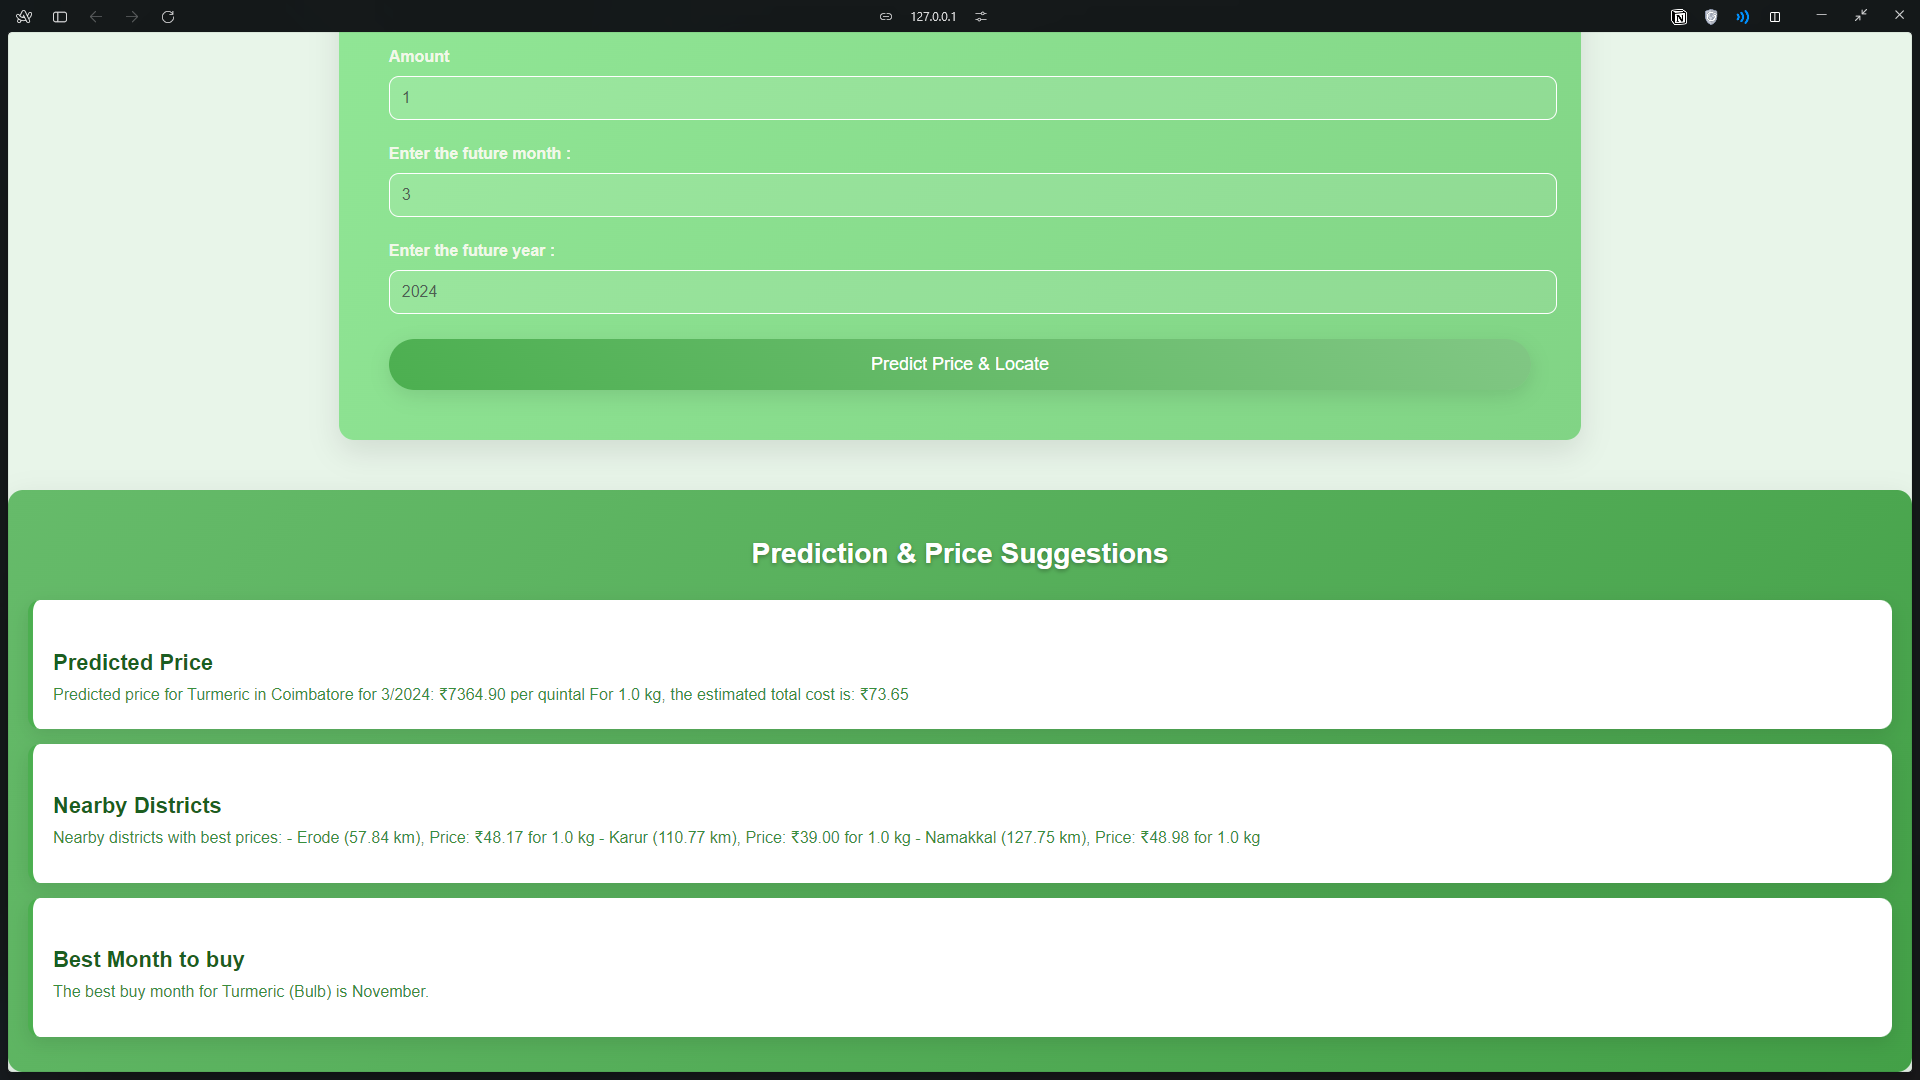 127.0.0.1
Amount
1
Enter the future month :
3
Enter the future year :
2024
Predict Price & Locate
Prediction & Price Suggestions
Predicted Price
Predicted price for Turmeric in Coimbatore for 3/2024: ₹7364.90 per quintal For 1.0 kg, the estimated total cost is: ₹73.65
Nearby Districts
Nearby districts with best prices: - Erode (57.84 km), Price: ₹48.17 for 1.0 kg - Karur (110.77 km), Price: ₹39.00 for 1.0 kg - Namakkal (127.75 km), Price: ₹48.98 for 1.0 kg
Best Month to buy
The best buy month for Turmeric (Bulb) is November.